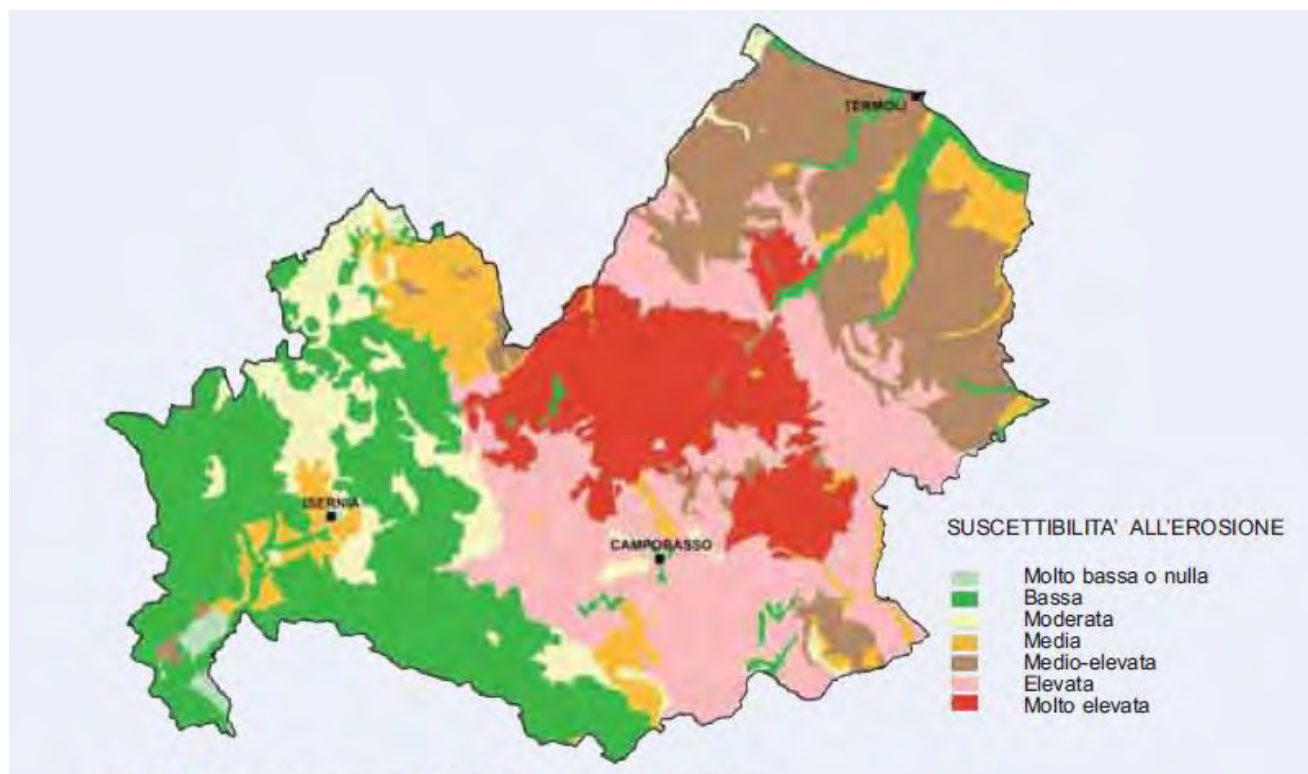 TERMOLI
ISERNIA
CAMPOBASSO
SUSCETTIBILITA' ALL'EROSIONE
Molto bassa o nulla
Bassa
Moderata
Media
Medio-elevata
Elevata
Molto elevata